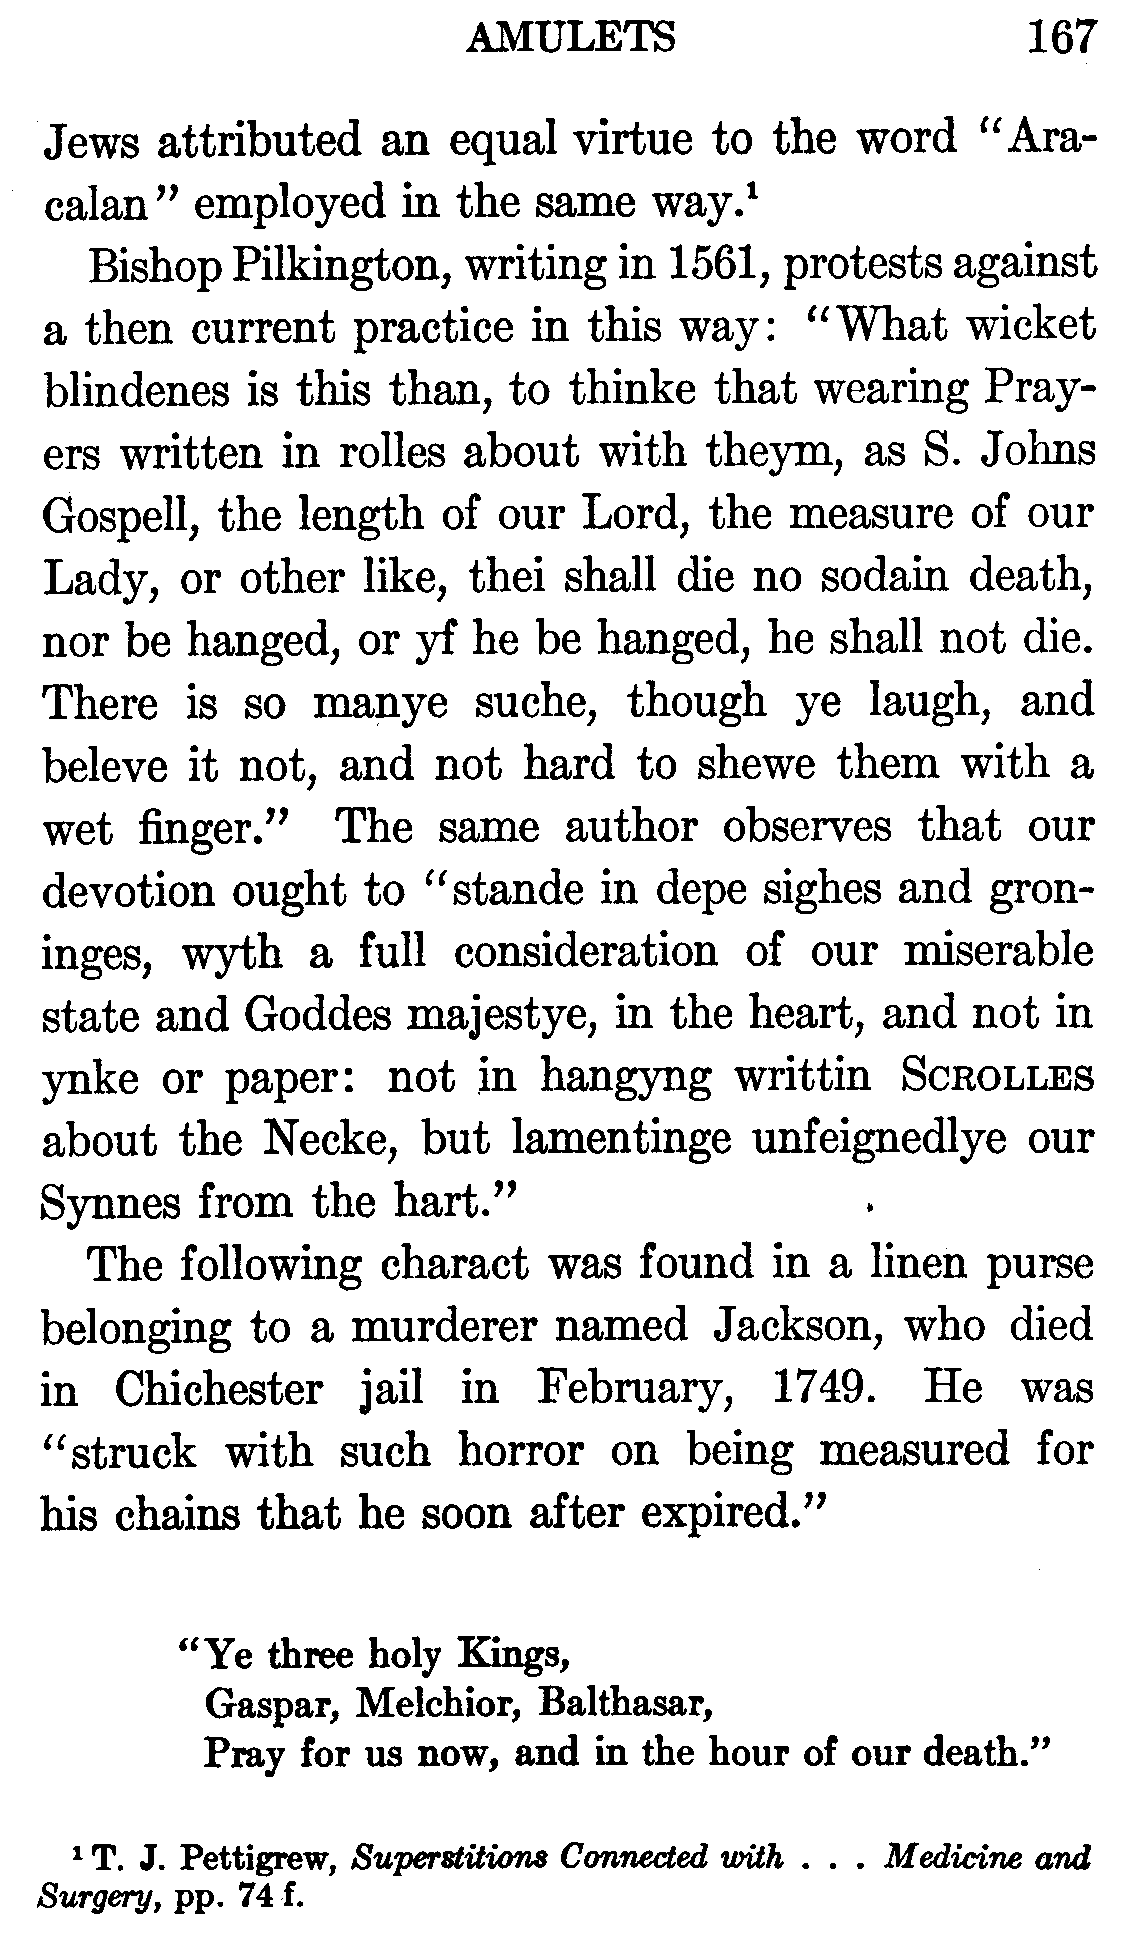 AMULETS 167
Jews attributed an equal virtue to the word “Ara-
calan” employed in the same way.¹
Bishop Pilkington, writing in 1561, protests against
a then current practice in this way: “What wicket
blindenes is this than, to thinke that wearing Pray-
ers written in rolles about with theym, as S. Johns
Gospell, the length of our Lord, the measure of our
Lady, or other like, thei shall die no sodain death,
nor be hanged, or yf he be hanged, he shall not die.
There is so manye suche, though ye laugh, and
beleve it not, and not hard to shewe them with a
wet finger.” The same author observes that our
devotion ought to “stande in depe sighes and gron-
inges, wyth a full consideration of our miserable
state and Goddes majestye, in the heart, and not in
ynke or paper: not in hangyng writtin SCROLLES
about the Necke, but lamentinge unfeignedlye our
Synnes from the hart.”
The following charact was found in a linen purse
belonging to a murderer named Jackson, who died
in Chichester jail in February, 1749. He was
“struck with such horror on being measured for
his chains that he soon after expired.”
“Ye three holy Kings,
Gaspar, Melchior, Balthasar,
Pray for us now, and in the hour of our death.”
¹ T. J. Pettigrew, Superstitions Connected with . . . Medicine and
Surgery, pp. 74 f.